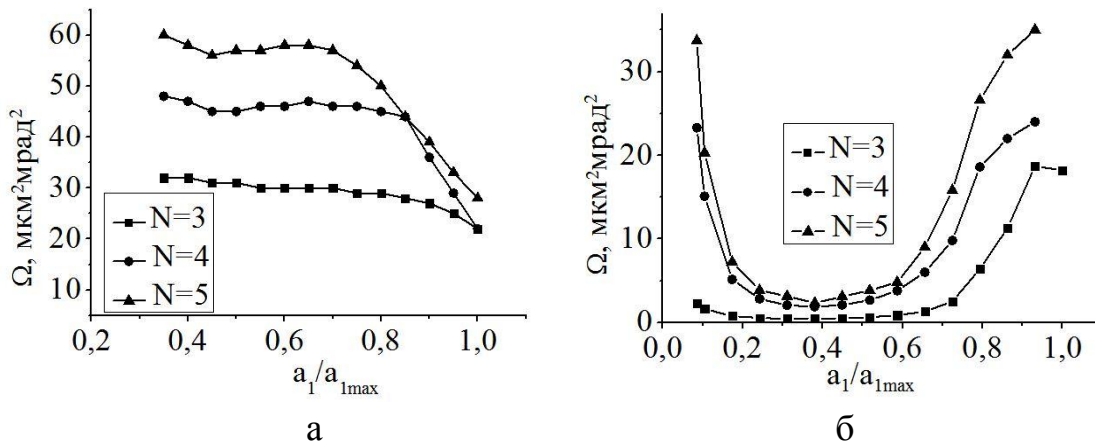 60
50
40
30
20
10
Ω, мкм²мрад²
N=3
N=4
N=5
0,2 0,4 0,6 0,8 1,0
a₁/a₁ₘₐₓ
а
30
20
10
0
Ω, мкм²мрад²
N=3
N=4
N=5
0,0 0,2 0,4 0,6 0,8 1,0
a₁/a₁ₘₐₓ
б